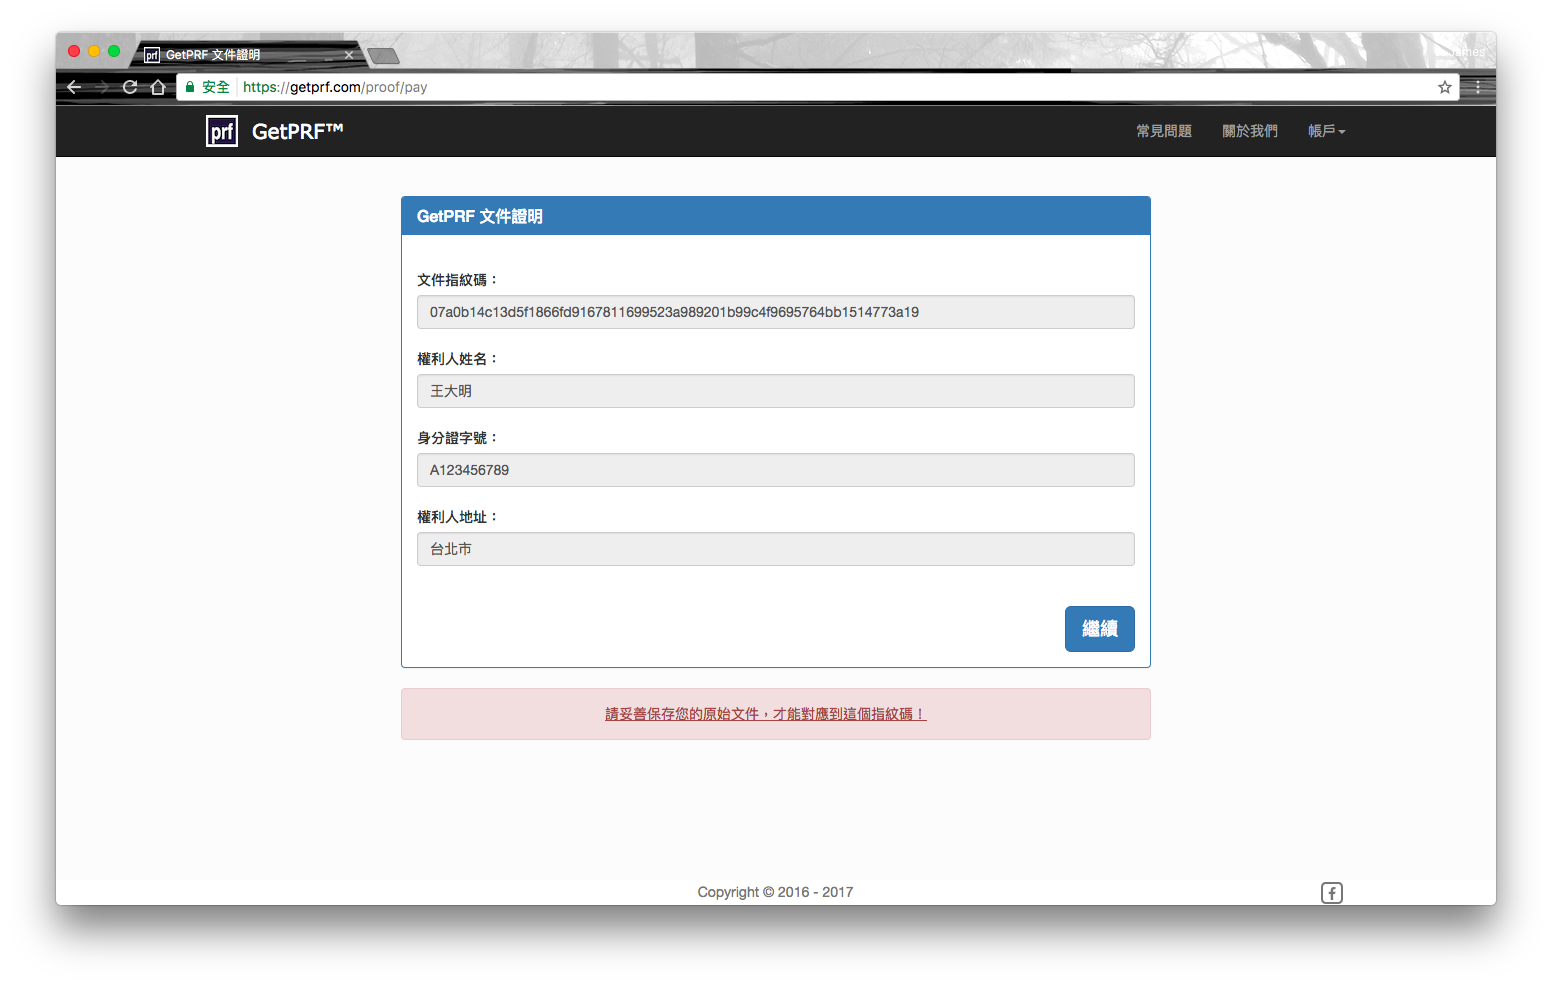 prf GetPRF 文件證明
James
安全 https://getprf.com/proof/pay
prf GetPRF™ 常見問題 關於我們 帳戶
GetPRF 文件證明
文件指紋碼：
07a0b14c13d5f1866fd9167811699523a989201b99c4f9695764bb1514773a19
權利人姓名：
王大明
身分證字號：
A123456789
權利人地址：
台北市
繼續
請妥善保存您的原始文件，才能對應到這個指紋碼！
Copyright © 2016 - 2017